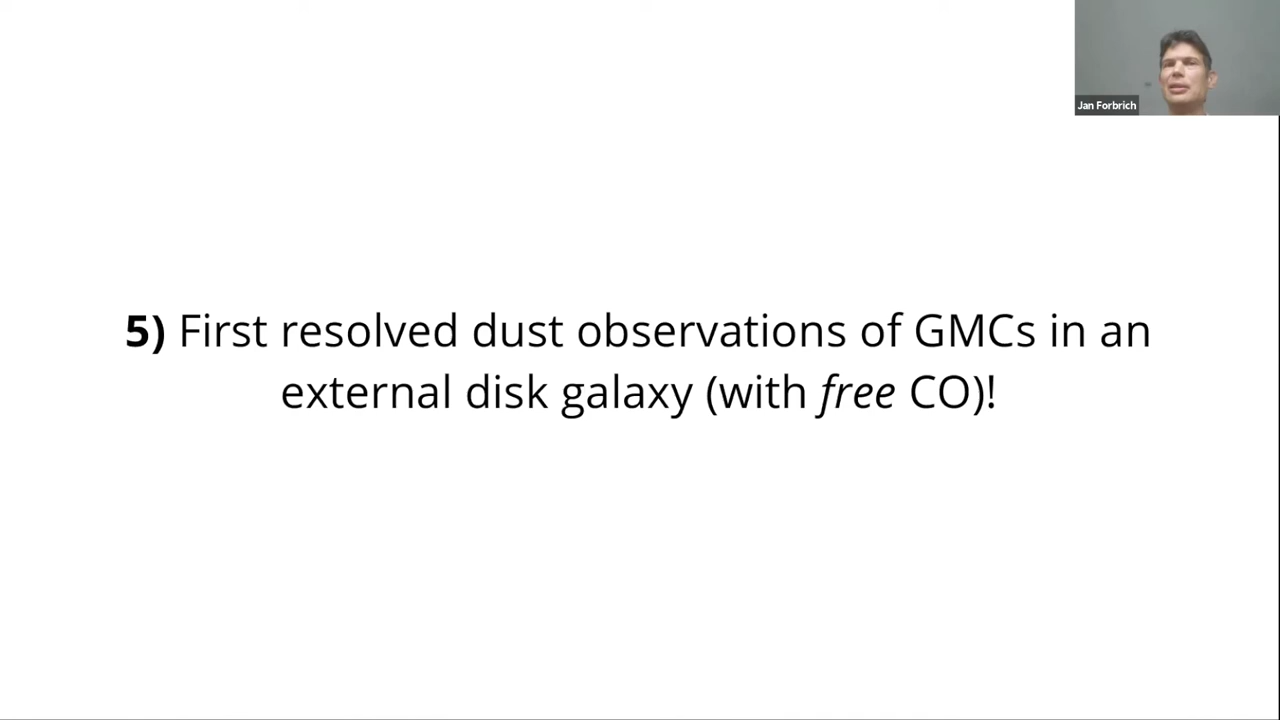 Jan Forbrich
5) First resolved dust observations of GMCs in an
external disk galaxy (with free CO)!